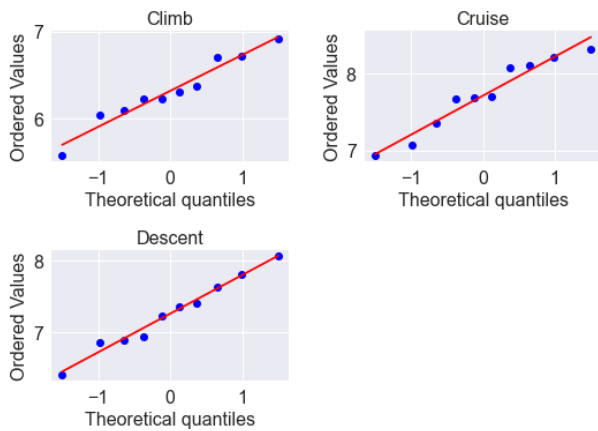 Climb
Ordered Values
7
6
−1
0
1
Theoretical quantiles
Cruise
Ordered Values
8
7
−1
0
1
Theoretical quantiles
Descent
Ordered Values
8
7
−1
0
1
Theoretical quantiles